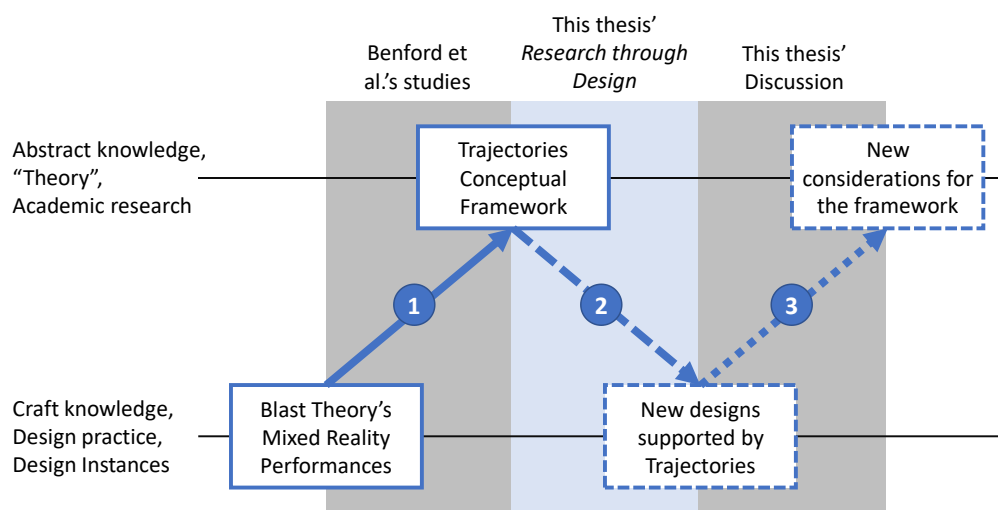 Benford et
al.’s studies
This thesis’
Research through
Design
This thesis’
Discussion
Abstract knowledge,
“Theory”,
Academic research
Trajectories
Conceptual
Framework
New
considerations for
the framework
1
2
3
Craft knowledge,
Design practice,
Design Instances
Blast Theory’s
Mixed Reality
Performances
New designs
supported by
Trajectories